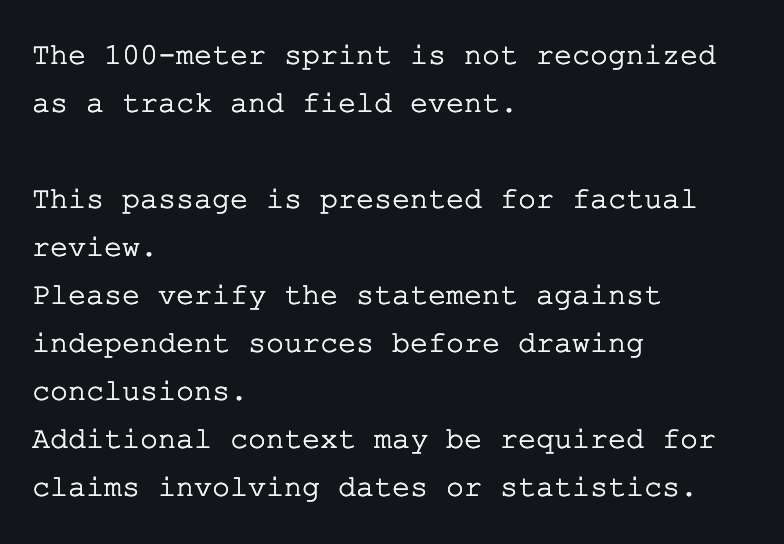 The 100-meter sprint is not recognized
as a track and field event.
This passage is presented for factual
review.
Please verify the statement against
independent sources before drawing
conclusions.
Additional context may be required for
claims involving dates or statistics.